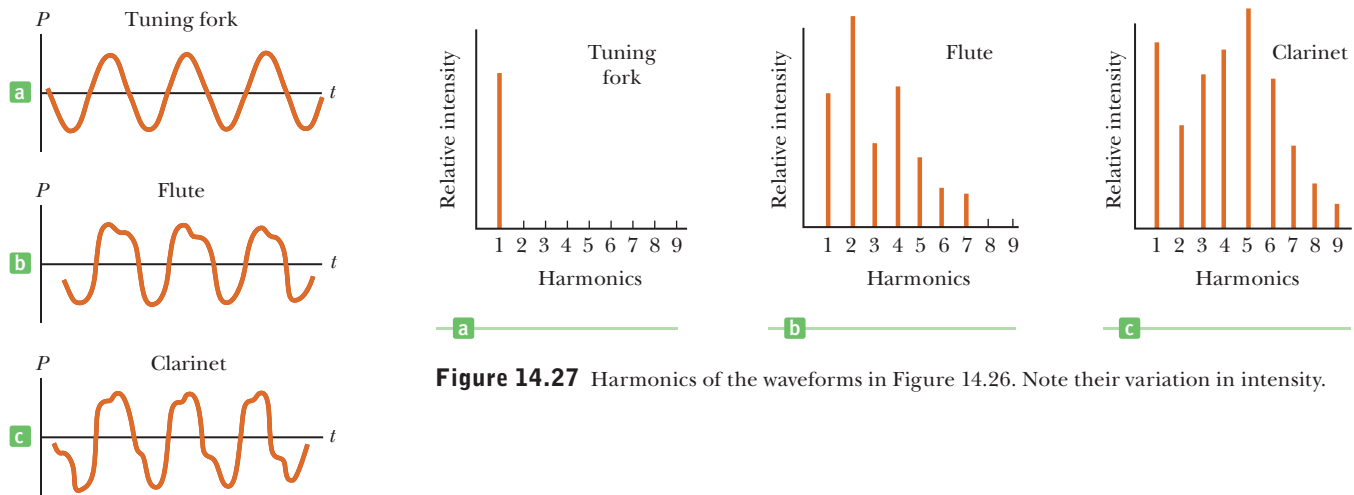 P
Tuning fork
a
t
P
Flute
b
t
P
Clarinet
c
t
Relative intensity
Tuning
fork
1 2 3 4 5 6 7 8 9
Harmonics
a
Relative intensity
Flute
1 2 3 4 5 6 7 8 9
Harmonics
b
Relative intensity
Clarinet
1 2 3 4 5 6 7 8 9
Harmonics
c
Figure 14.27 Harmonics of the waveforms in Figure 14.26. Note their variation in intensity.